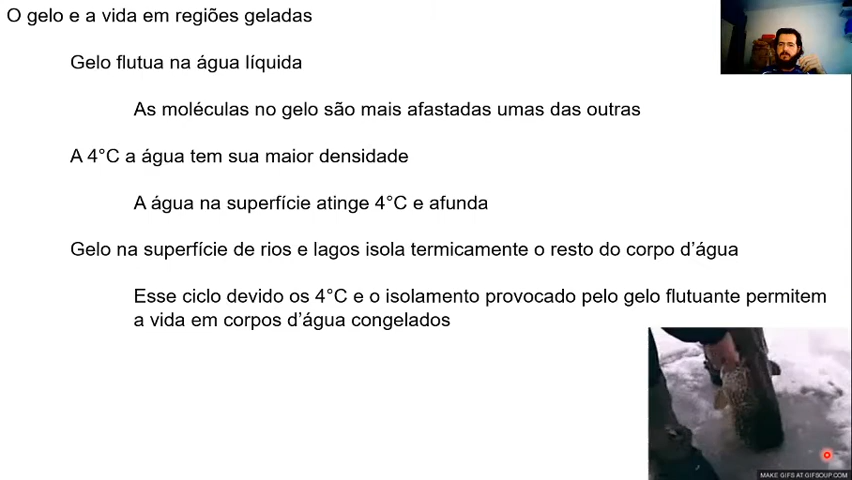 O gelo e a vida em regiões geladas
Gelo flutua na água líquida
As moléculas no gelo são mais afastadas umas das outras
A 4°C a água tem sua maior densidade
A água na superfície atinge 4°C e afunda
Gelo na superfície de rios e lagos isola termicamente o resto do corpo d’água
Esse ciclo devido os 4°C e o isolamento provocado pelo gelo flutuante permitem
a vida em corpos d’água congelados
MAKE GIFS AT GIFSOUP.COM